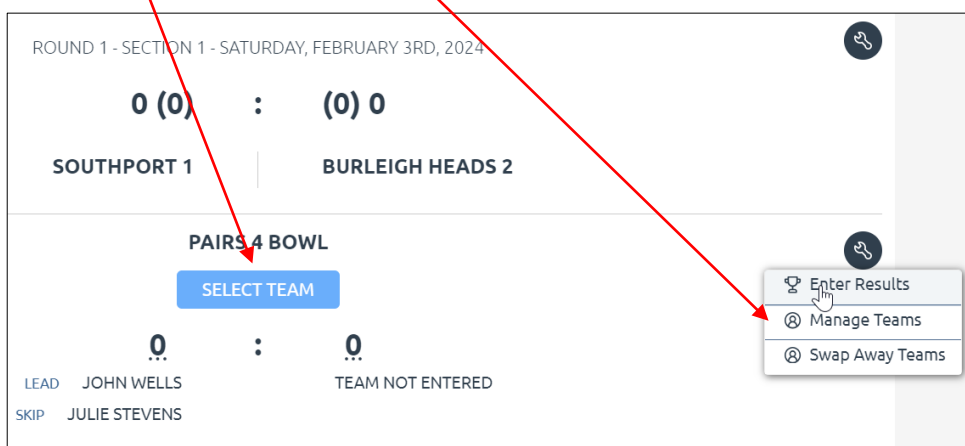 ROUND 1 - SECTION 1 - SATURDAY, FEBRUARY 3RD, 2024
0 (0) : (0) 0
SOUTHPORT 1 BURLEIGH HEADS 2
PAIRS 4 BOWL
SELECT TEAM
Enter Results
Manage Teams
Swap Away Teams
0 : 0
LEAD JOHN WELLS TEAM NOT ENTERED
SKIP JULIE STEVENS